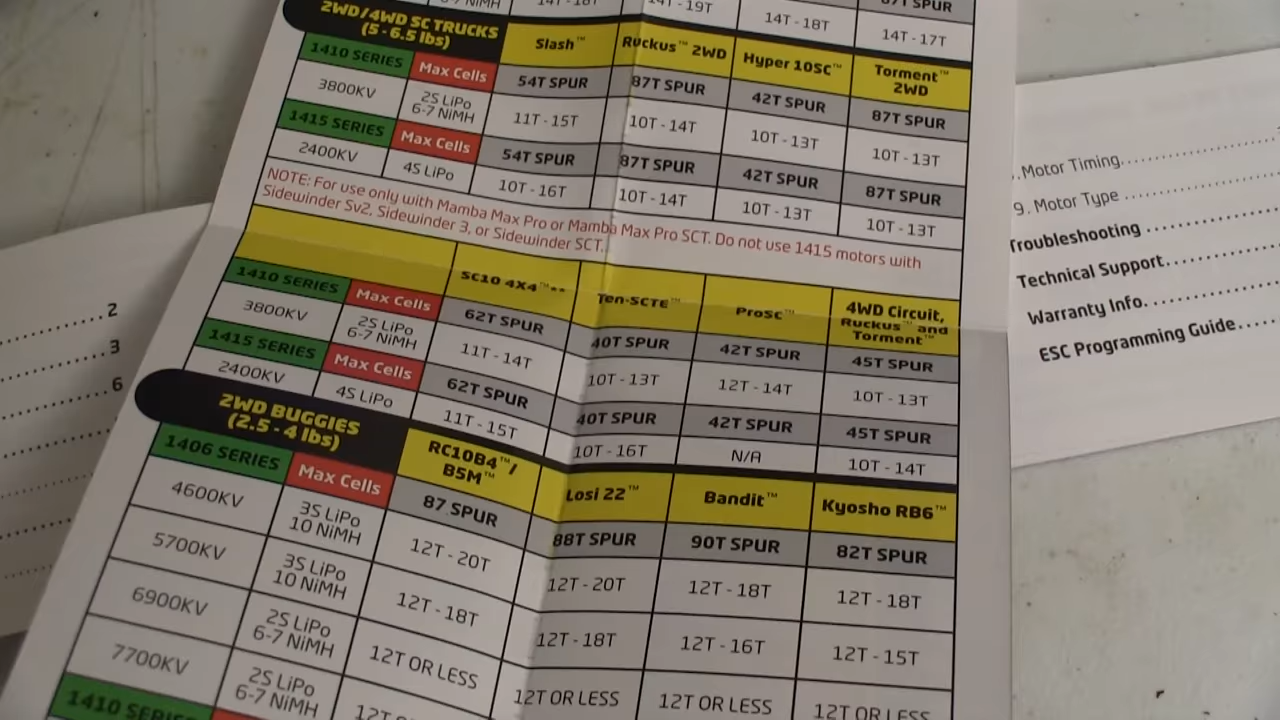 14T - 19T
14T - 18T
14T - 17T
2WD/4WD SC TRUCKS
(5 - 6.5 lbs)
Slash™
Ruckus™ 2WD
Hyper 10SC™
Torment™
2WD
1410 SERIES
Max Cells
54T SPUR
87T SPUR
42T SPUR
87T SPUR
3800KV
2S LiPo
6-7 NiMH
11T - 15T
10T - 14T
10T - 13T
10T - 13T
1415 SERIES
Max Cells
54T SPUR
87T SPUR
42T SPUR
87T SPUR
2400KV
4S LiPo
10T - 16T
10T - 14T
10T - 13T
10T - 13T
NOTE: For use only with Mamba Max Pro or Mamba Max Pro SCT. Do not use 1415 motors with
Sidewinder Sv2, Sidewinder 3, or Sidewinder SCT.
SC10 4X4™**
Ten-SCTE™
ProSC™
4WD Circuit,
Ruckus™ and
Torment™
1410 SERIES
Max Cells
62T SPUR
40T SPUR
42T SPUR
45T SPUR
3800KV
2S LiPo
6-7 NiMH
11T - 14T
10T - 13T
12T - 14T
10T - 13T
1415 SERIES
Max Cells
62T SPUR
40T SPUR
42T SPUR
45T SPUR
2400KV
4S LiPo
11T - 15T
10T - 16T
N/A
10T - 14T
2WD BUGGIES
(2.5 - 4 lbs)
RC10B4™/
B5M™
Losi 22™
Bandit™
Kyosho RB6™
1406 SERIES
Max Cells
87 SPUR
88T SPUR
90T SPUR
82T SPUR
4600KV
3S LiPo
10 NiMH
12T - 20T
12T - 20T
12T - 18T
12T - 18T
5700KV
3S LiPo
10 NiMH
12T - 18T
12T - 18T
12T - 16T
12T - 15T
6900KV
2S LiPo
6-7 NiMH
12T OR LESS
12T OR LESS
12T OR LESS
12T OR LESS
7700KV
2S LiPo
6-7 NiMH
1410 SERIES
2
3
6
Motor Timing
9. Motor Type
Troubleshooting
Technical Support
Warranty Info.
ESC Programming Guide